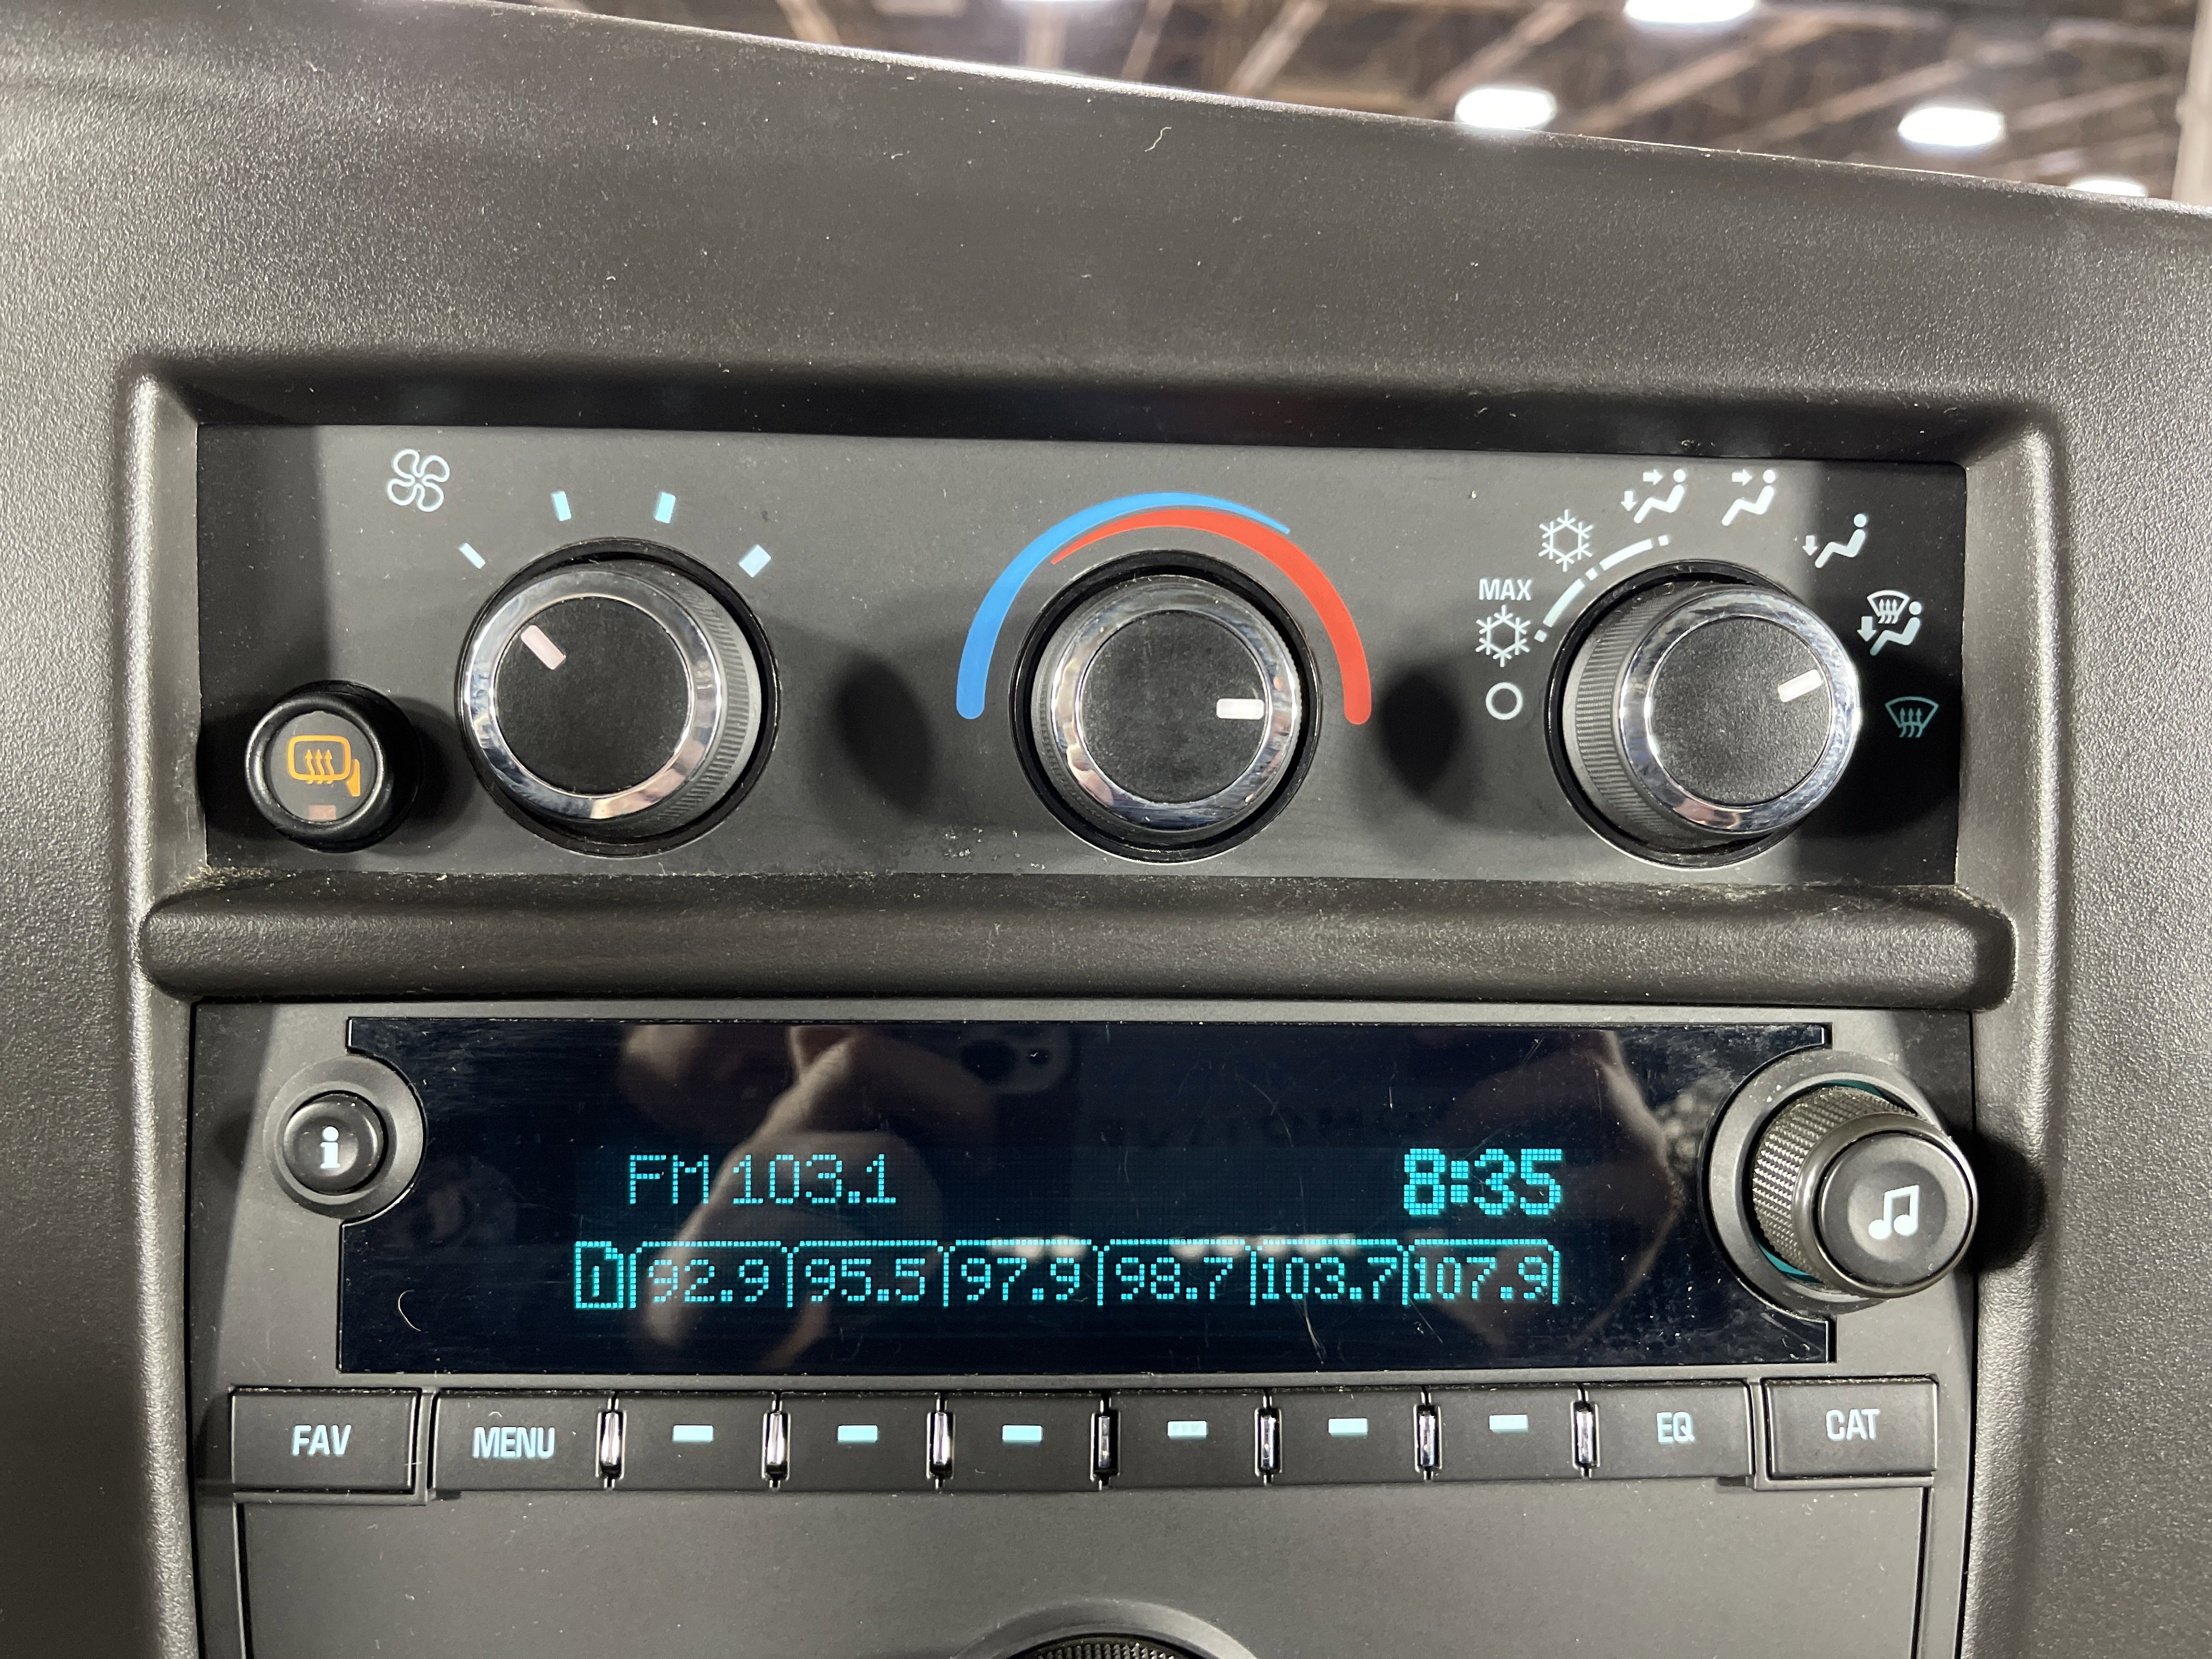 MAX
i
FM 103.1 8:35
1 92.9 95.5 97.9 98.7 103.7 107.9
FAV MENU EQ CAT